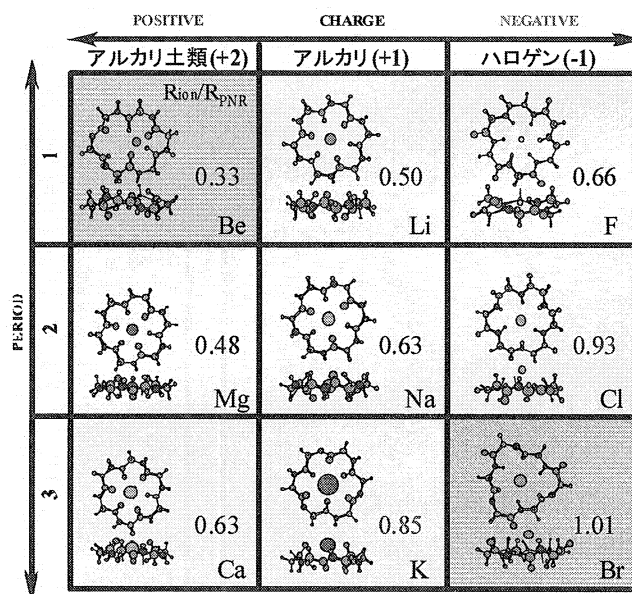 POSITIVE CHARGE NEGATIVE
アルカリ土類(+2) アルカリ(+1) ハロゲン(-1)
PERIOD
1
Rion/RPNR
0.33
Be
0.50
Li
0.66
F
2
0.48
Mg
0.63
Na
0.93
Cl
3
0.63
Ca
0.85
K
1.01
Br